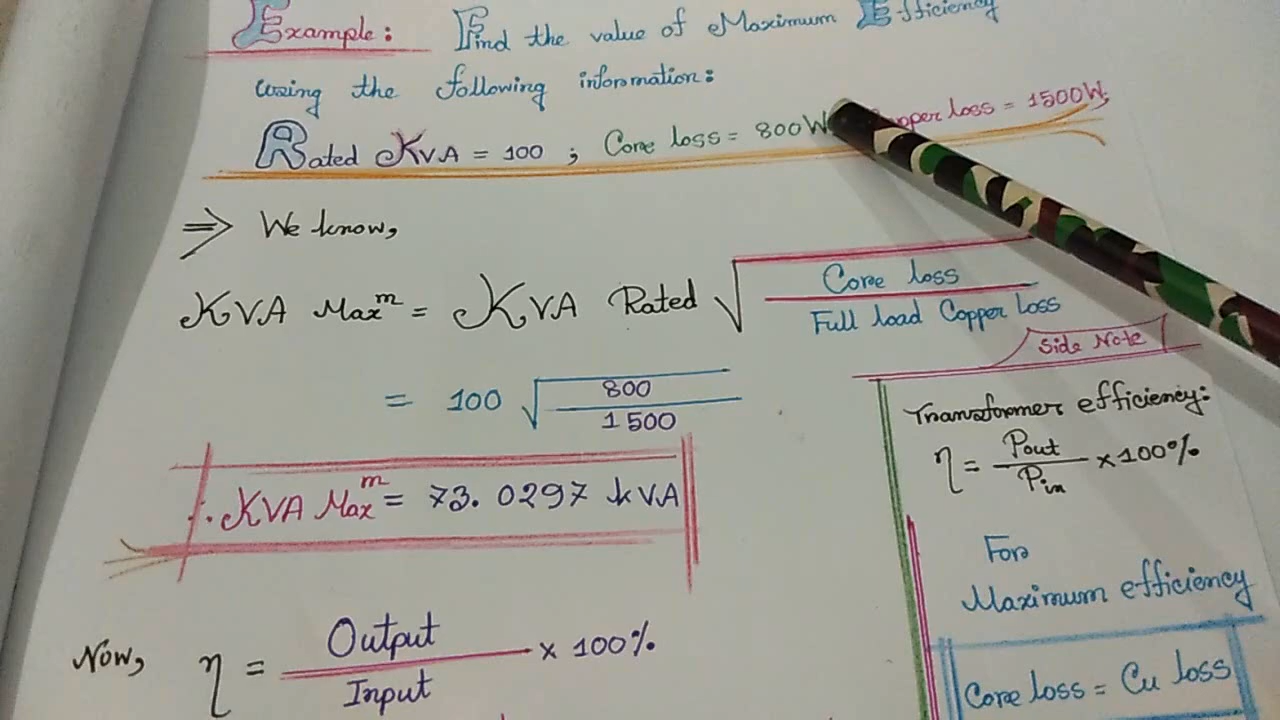 Example: Find the value of Maximum Efficiency
using the following information:
Rated KVA = 100 ; Core loss = 800W loss = 1500W;
⇒ We know,
KVA Maxᵐ = KVA Rated √ Core loss / Full load Copper Loss
= 100 √ 800 / 1500
∴ KVA Maxᵐ = 73.0297 kVA
Now, η = Output / Input × 100%
Side Note
Transformer efficiency:
η = Pout / Pin × 100%
For
Maximum efficiency
Core loss = Cu loss